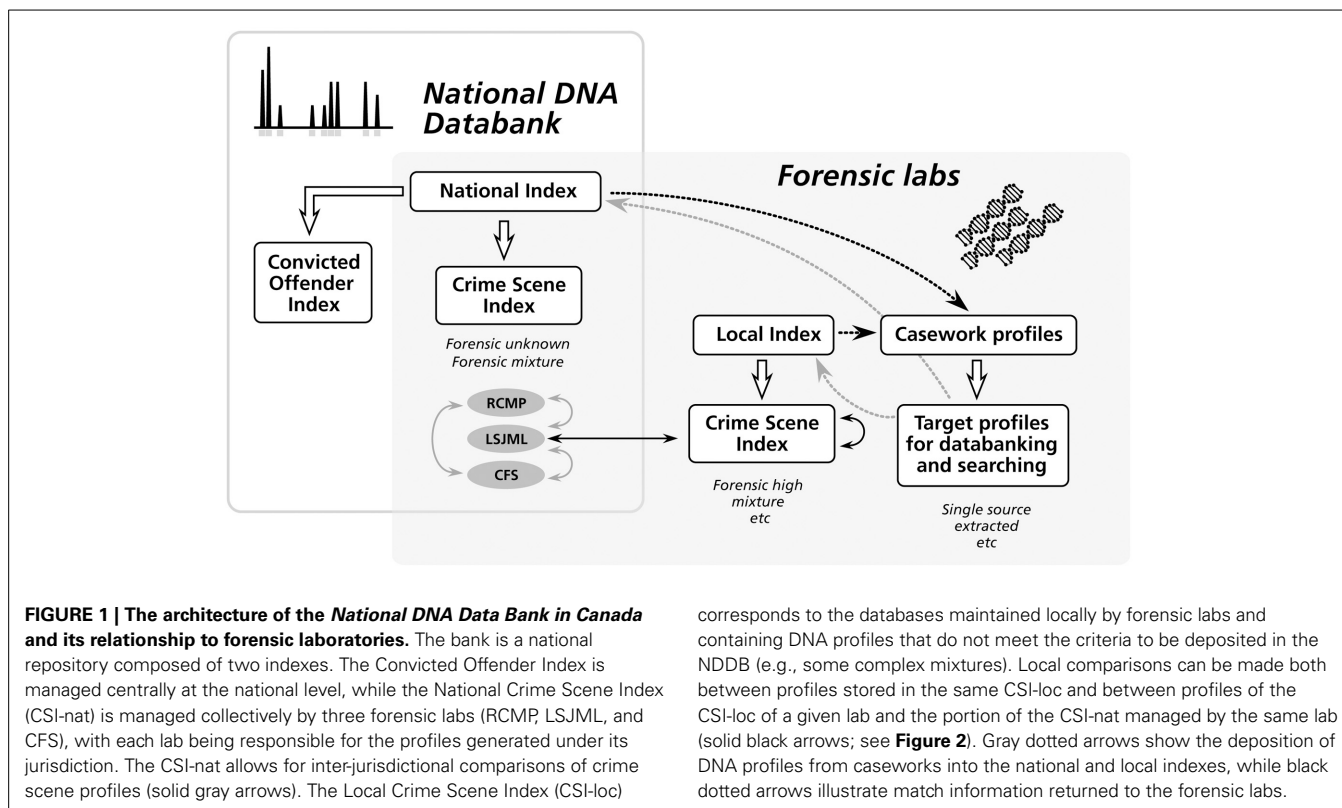 National DNA
Databank
Forensic labs
National Index
Convicted
Offender
Index
Crime Scene
Index
Forensic unknown
Forensic mixture
RCMP
LSJML
CFS
Local Index
Casework profiles
Crime Scene
Index
Forensic high
mixture
etc
Target profiles
for databanking
and searching
Single source
extracted
etc
FIGURE 1 | The architecture of the National DNA Data Bank in Canada
and its relationship to forensic laboratories. The bank is a national
repository composed of two indexes. The Convicted Offender Index is
managed centrally at the national level, while the National Crime Scene Index
(CSI-nat) is managed collectively by three forensic labs (RCMP, LSJML, and
CFS), with each lab being responsible for the profiles generated under its
jurisdiction. The CSI-nat allows for inter-jurisdictional comparisons of crime
scene profiles (solid gray arrows). The Local Crime Scene Index (CSI-loc)
corresponds to the databases maintained locally by forensic labs and
containing DNA profiles that do not meet the criteria to be deposited in the
NDDB (e.g., some complex mixtures). Local comparisons can be made both
between profiles stored in the same CSI-loc and between profiles of the
CSI-loc of a given lab and the portion of the CSI-nat managed by the same lab
(solid black arrows; see Figure 2). Gray dotted arrows show the deposition of
DNA profiles from caseworks into the national and local indexes, while black
dotted arrows illustrate match information returned to the forensic labs.